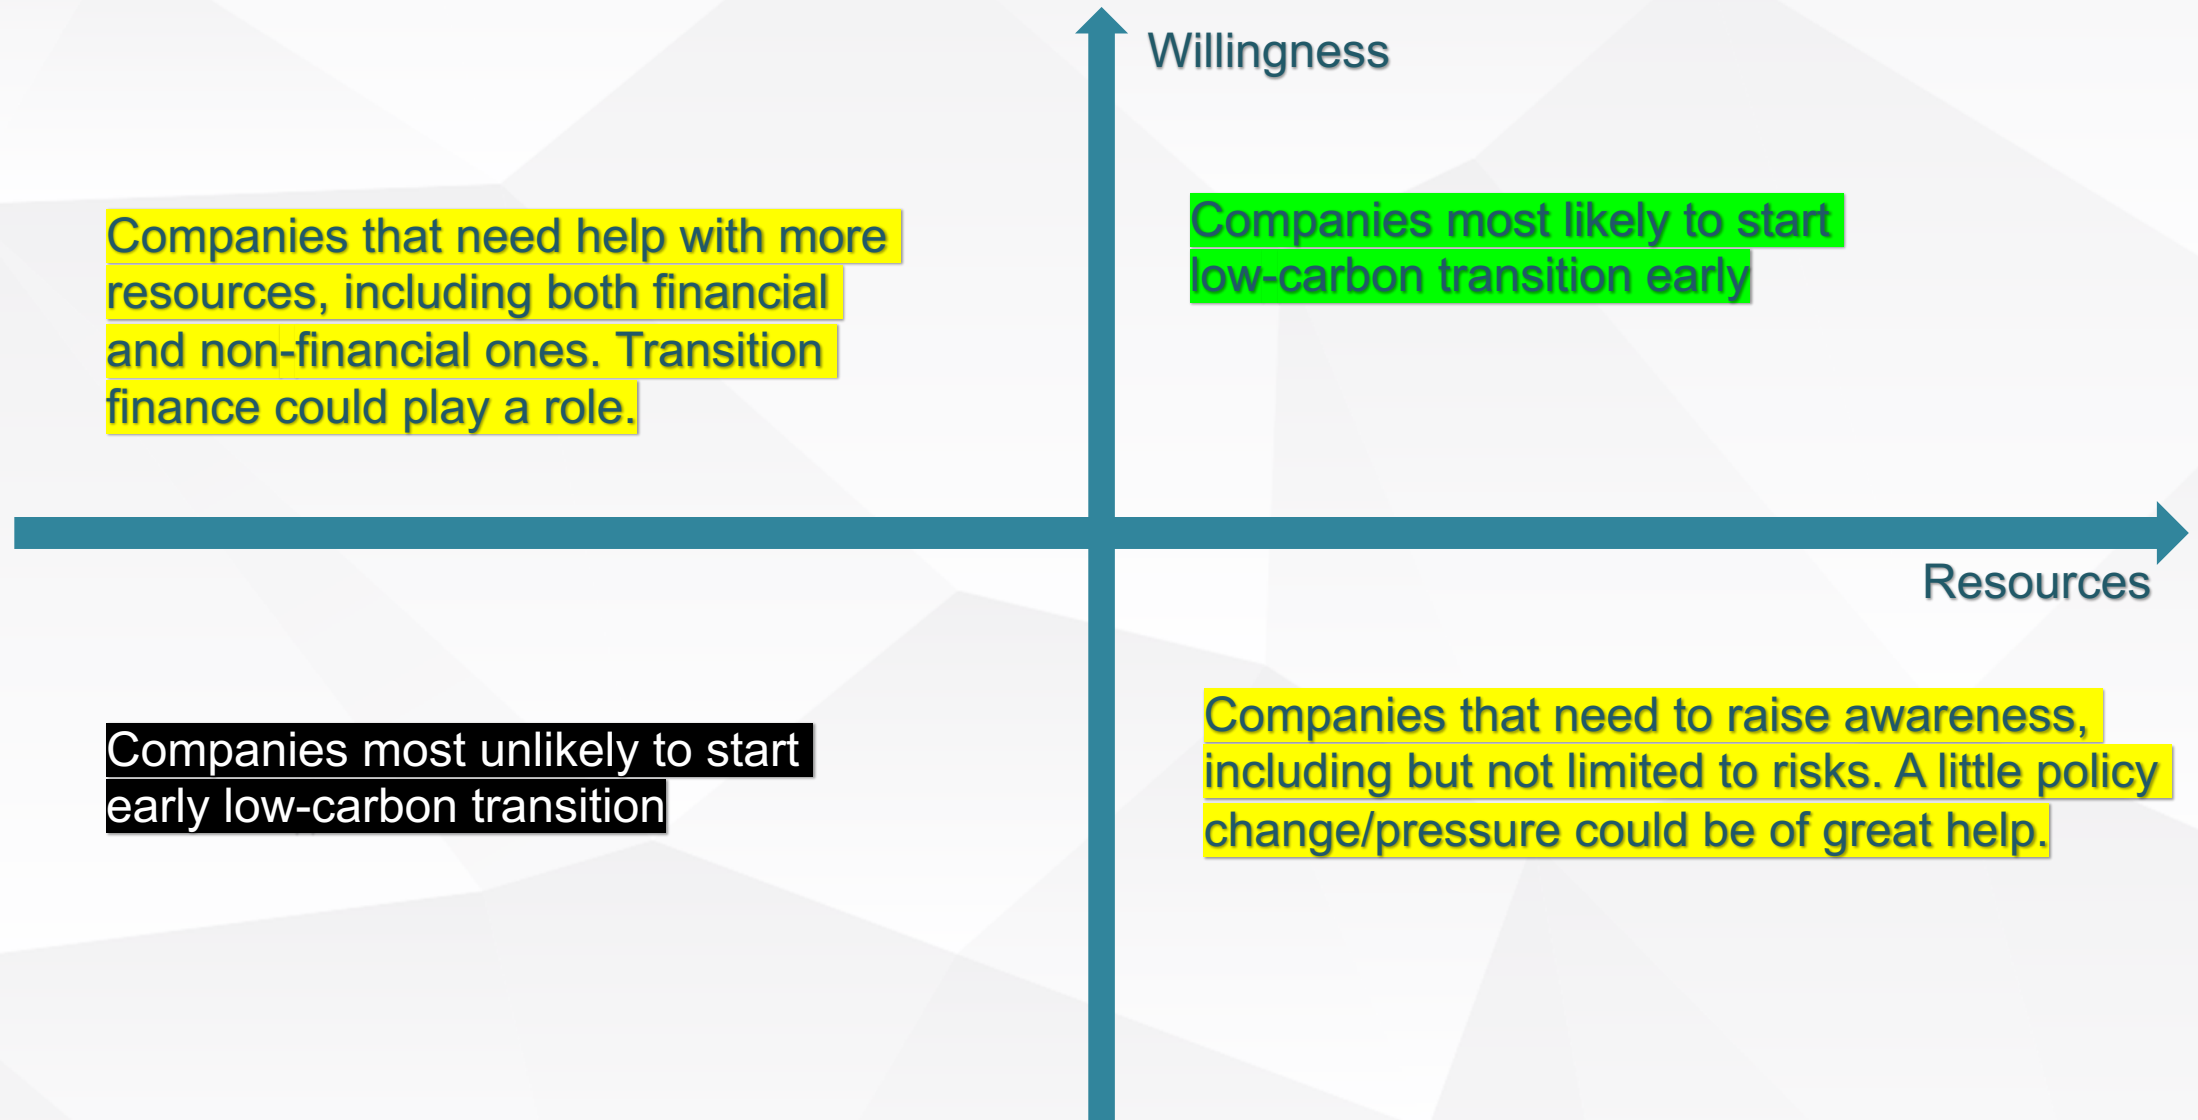 Willingness
Companies that need help with more
resources, including both financial
and non-financial ones. Transition
finance could play a role.
Companies most likely to start
low-carbon transition early
Resources
Companies most unlikely to start
early low-carbon transition
Companies that need to raise awareness,
including but not limited to risks. A little policy
change/pressure could be of great help.